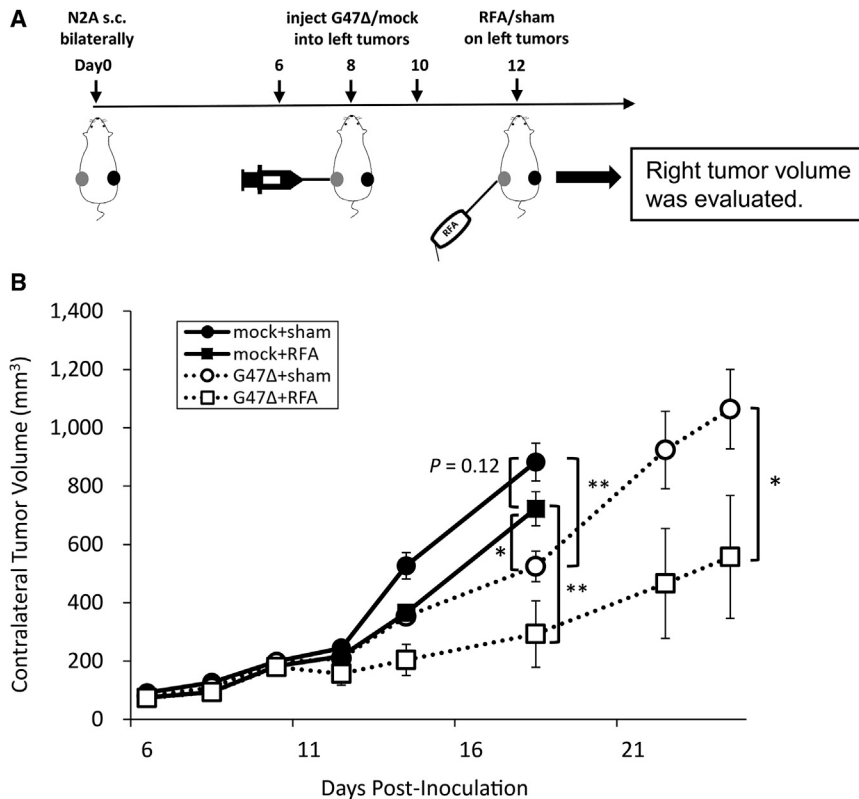 A
N2A s.c.
bilaterally
Day0
inject G47Δ/mock
into left tumors
6
8
10
RFA/sham
on left tumors
12
RFA
Right tumor volume
was evaluated.
B
1,400
1,200
1,000
800
600
400
200
0
Contralateral Tumor Volume (mm³)
mock+sham
mock+RFA
G47Δ+sham
G47Δ+RFA
P = 0.12
**
*
**
*
6
11
16
21
Days Post-Inoculation